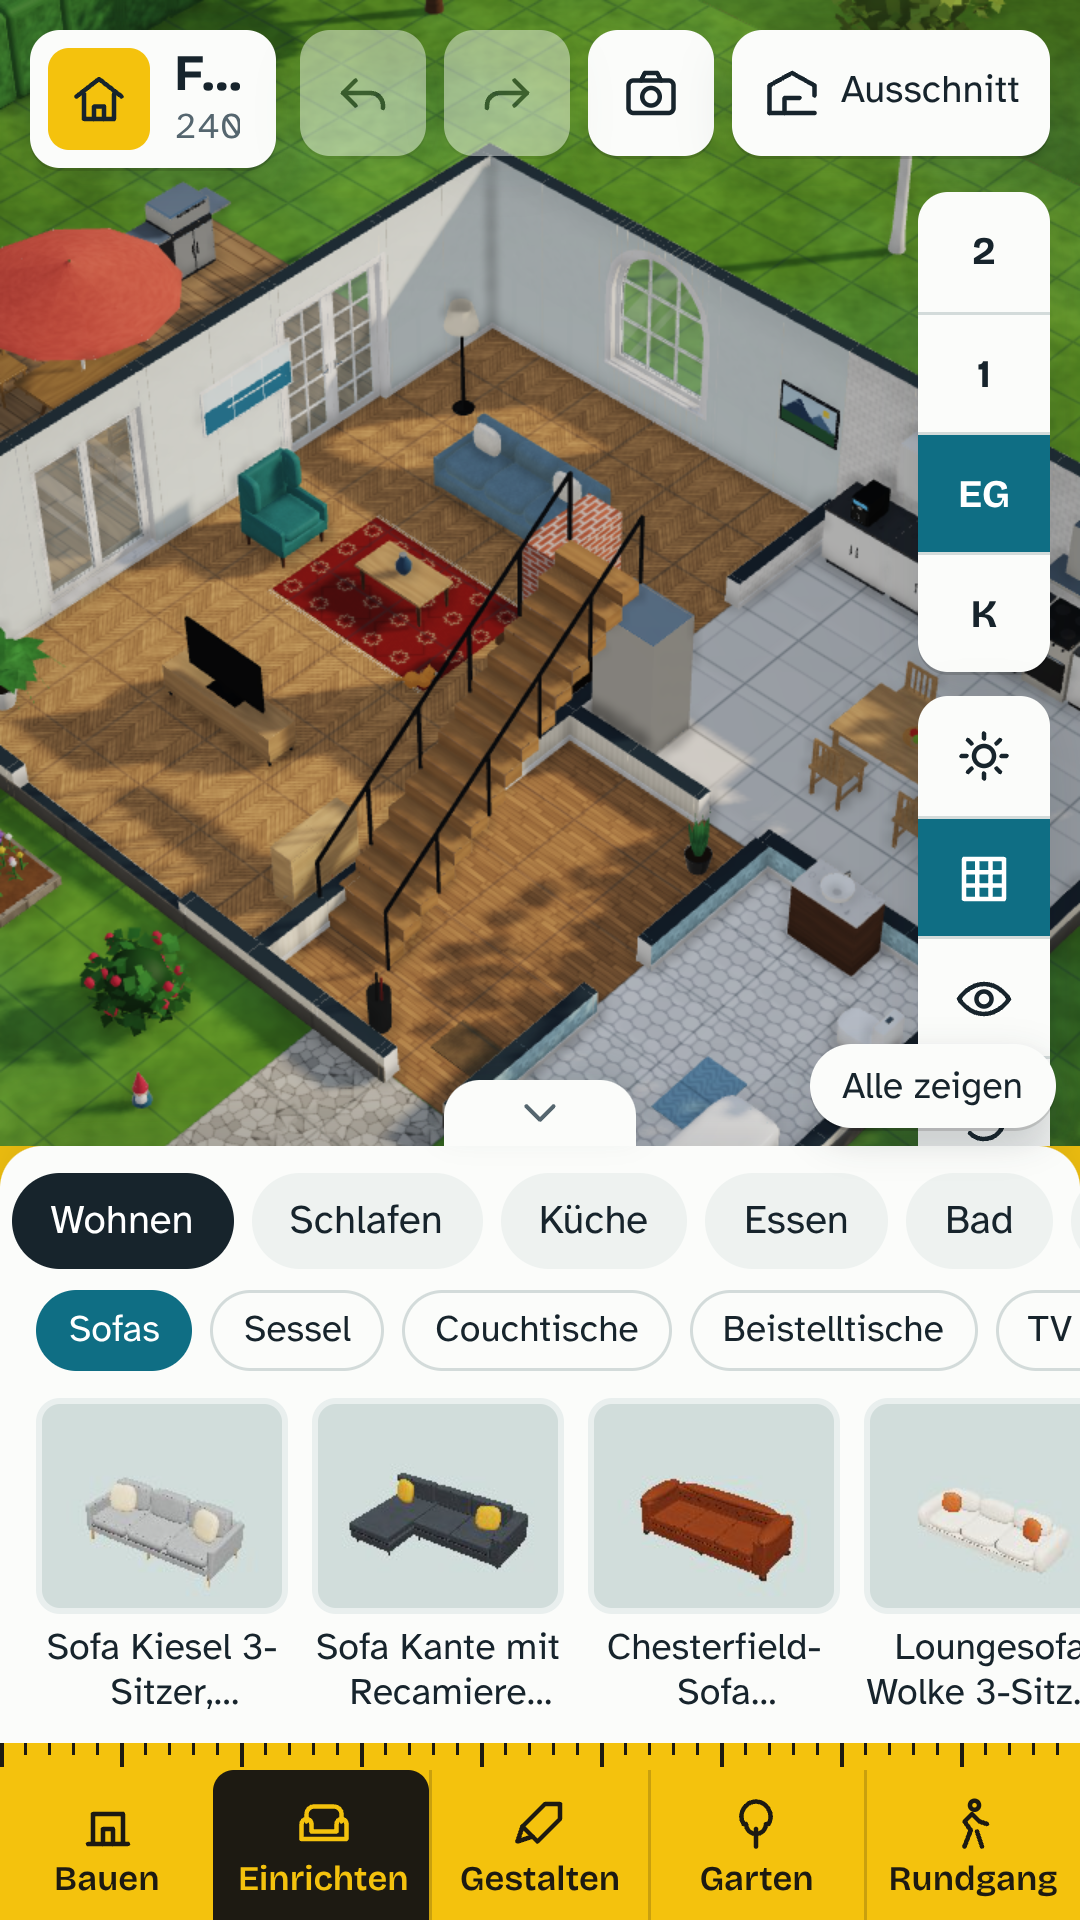 F...
240
Ausschnitt
2
1
EG
K
Alle zeigen
Wohnen
Schlafen
Küche
Essen
Bad
Sofas
Sessel
Couchtische
Beistelltische
TV
Sofa Kiesel 3-
Sitzer,...
Sofa Kante mit
Recamiere...
Chesterfield-
Sofa...
Loungesofa
Wolke 3-Sitz.
Bauen
Einrichten
Gestalten
Garten
Rundgang